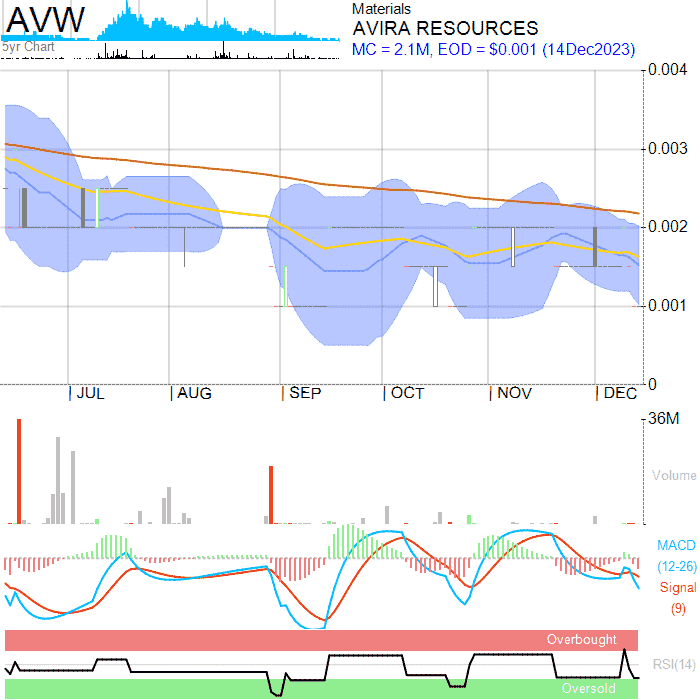 AVW
5yr Chart
Materials
AVIRA RESOURCES
MC = 2.1M, EOD = $0.001 (14Dec2023)
0.004
0.003
0.002
0.001
0
JUL AUG SEP OCT NOV DEC
36M
Volume
MACD
(12-26)
Signal
(9)
Overbought
RSI(14)
Oversold